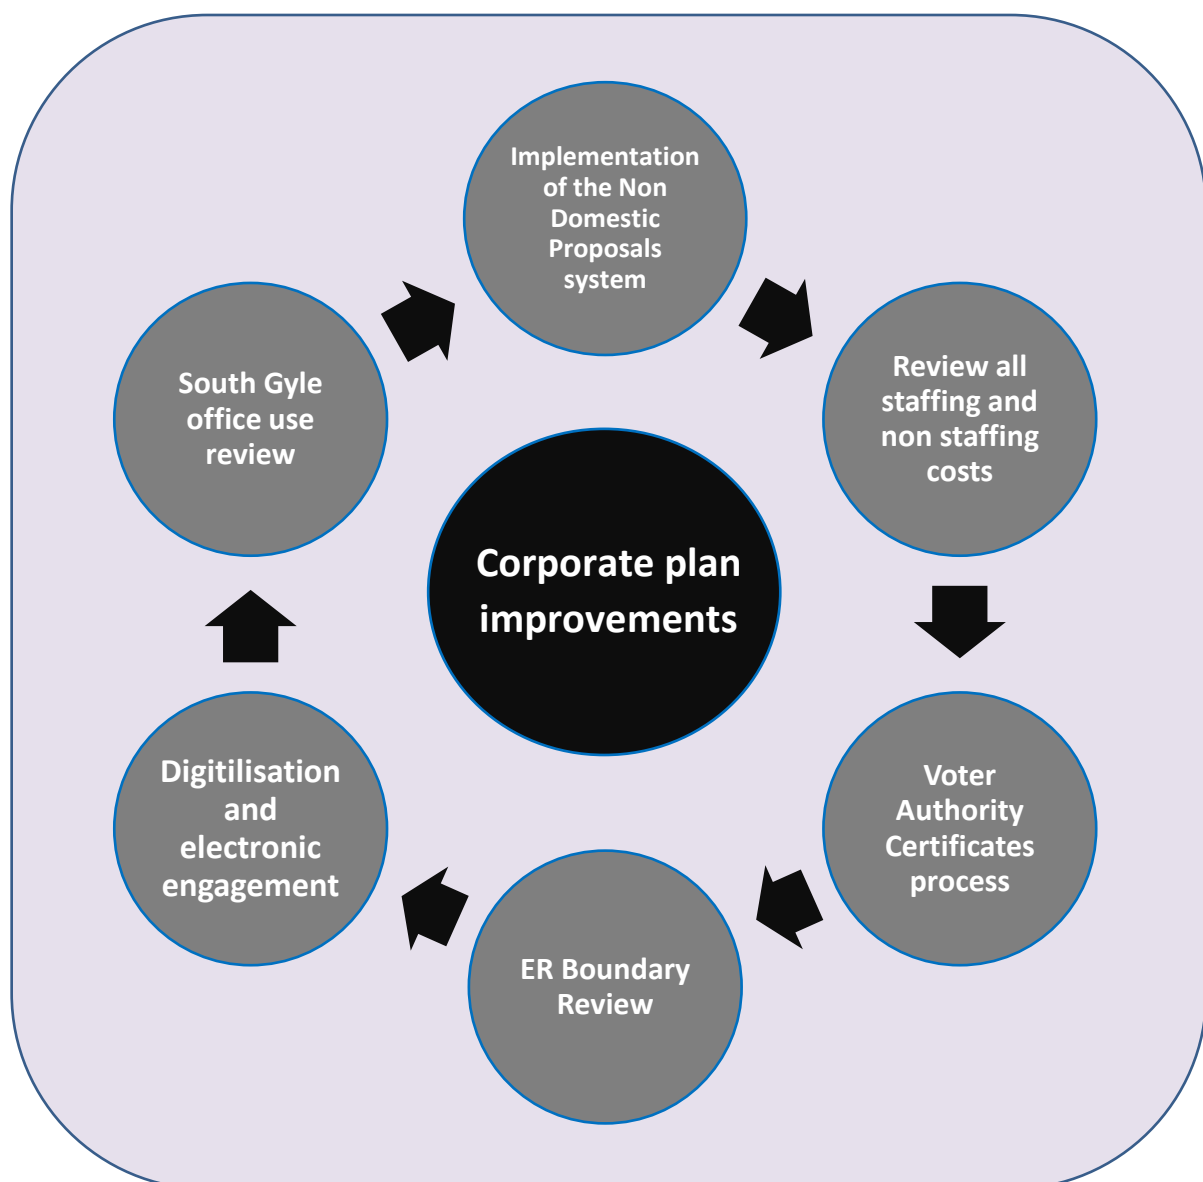 Implementation
of the Non
Domestic
Proposals
system
Review all
staffing and
non staffing
costs
Voter
Authority
Certificates
process
ER Boundary
Review
Digitilisation
and
electronic
engagement
South Gyle
office use
review
Corporate plan
improvements